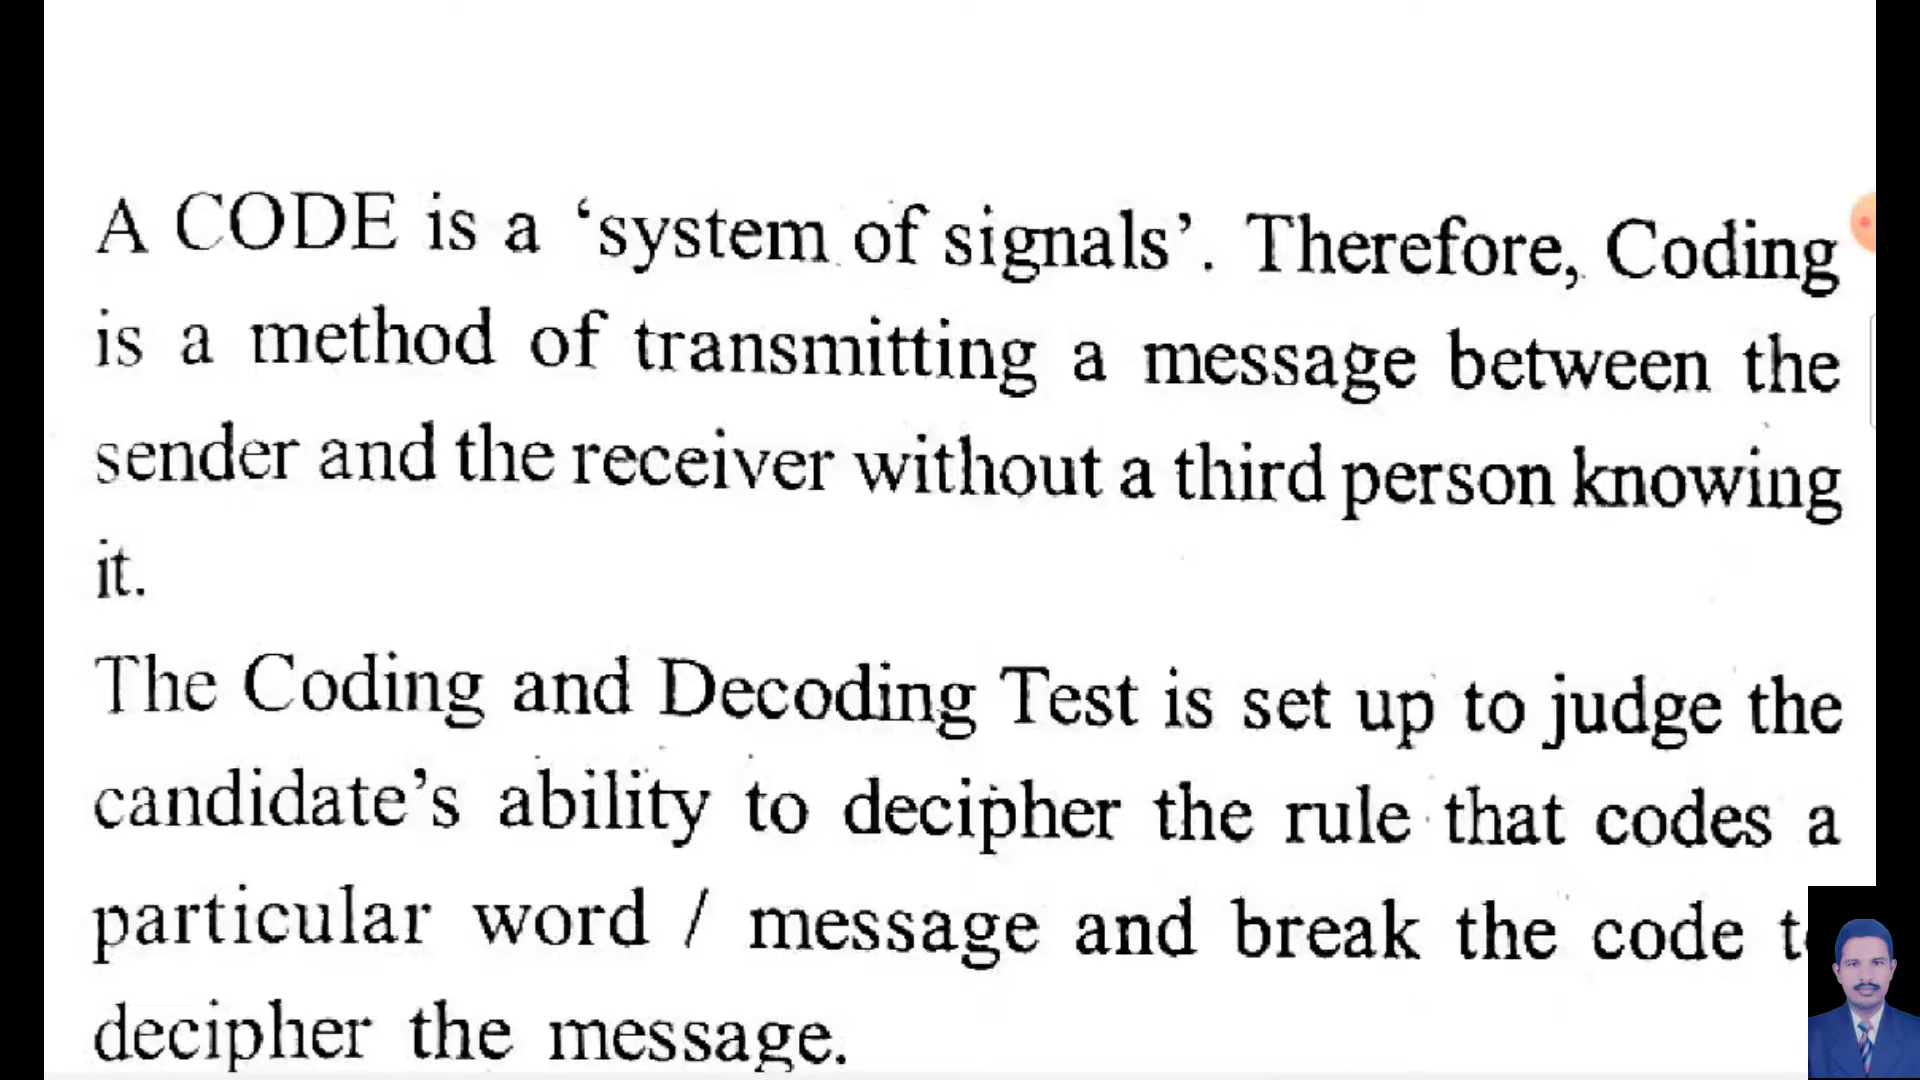 A CODE is a ‘system of signals’. Therefore, Coding
is a method of transmitting a message between the
sender and the receiver without a third person knowing
it.
The Coding and Decoding Test is set up to judge the
candidate’s ability to decipher the rule that codes a
particular word / message and break the code
decipher the message.